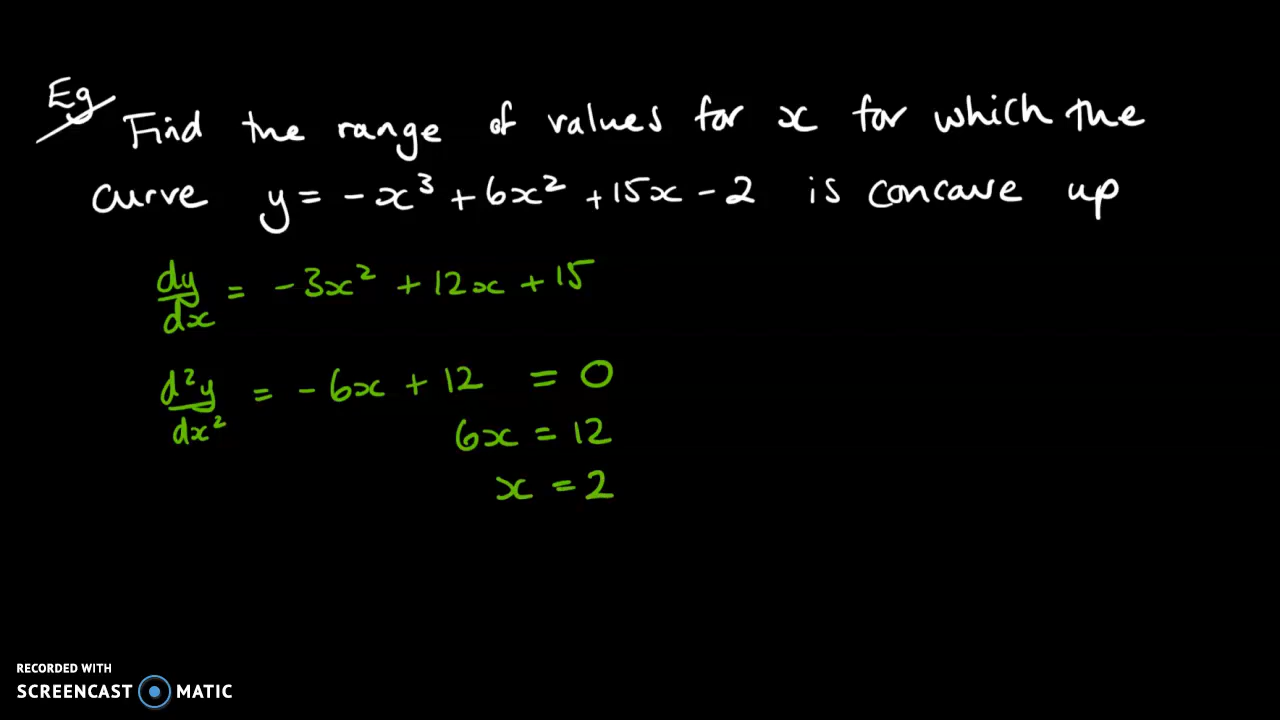 Eg
Find the range of values for x for which the
curve y = -x³ + 6x² + 15x - 2 is concave up
dy/dx = -3x² + 12x + 15
d²y/dx² = -6x + 12 = 0
6x = 12
x = 2
RECORDED WITH
SCREENCAST MATIC